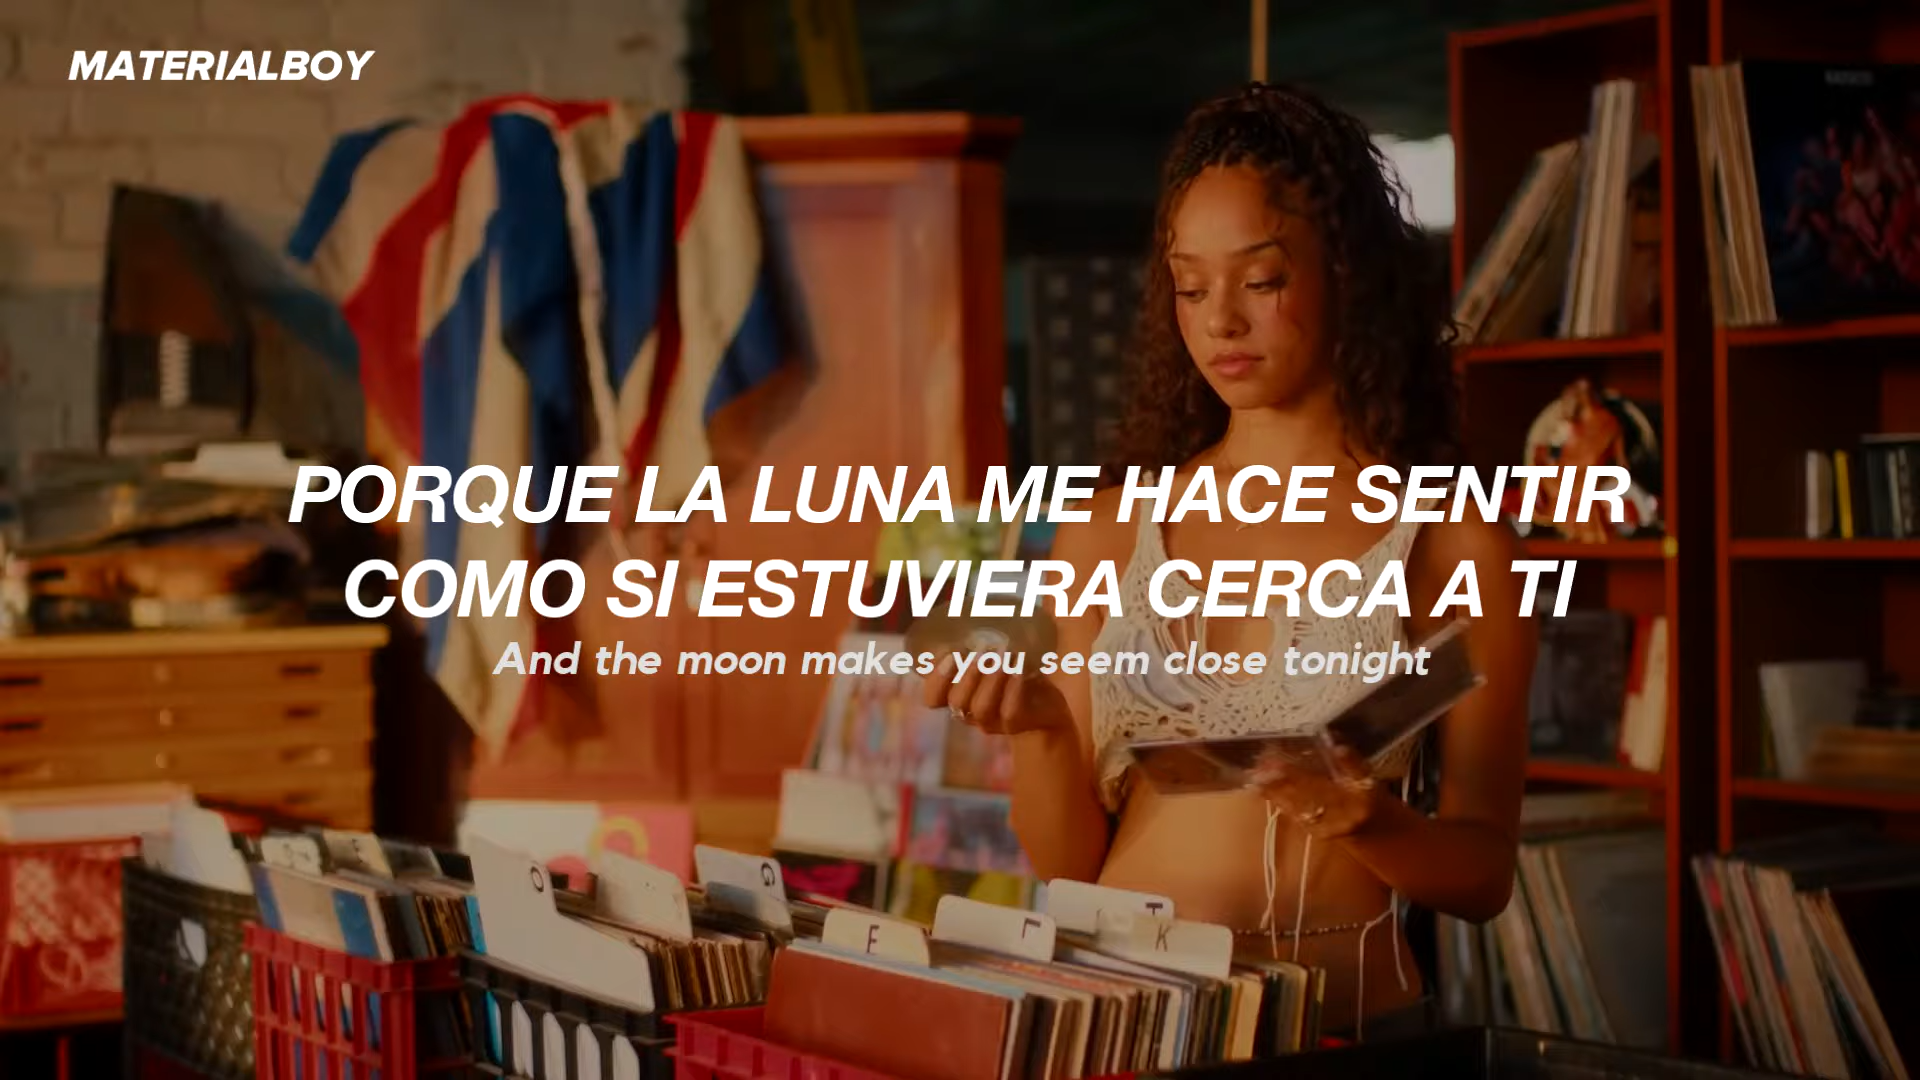 MATERIALBOY
PORQUE LA LUNA ME HACE SENTIR
COMO SI ESTUVIERA CERCA A TI
And the moon makes you seem close tonight
O
G
E
T
K